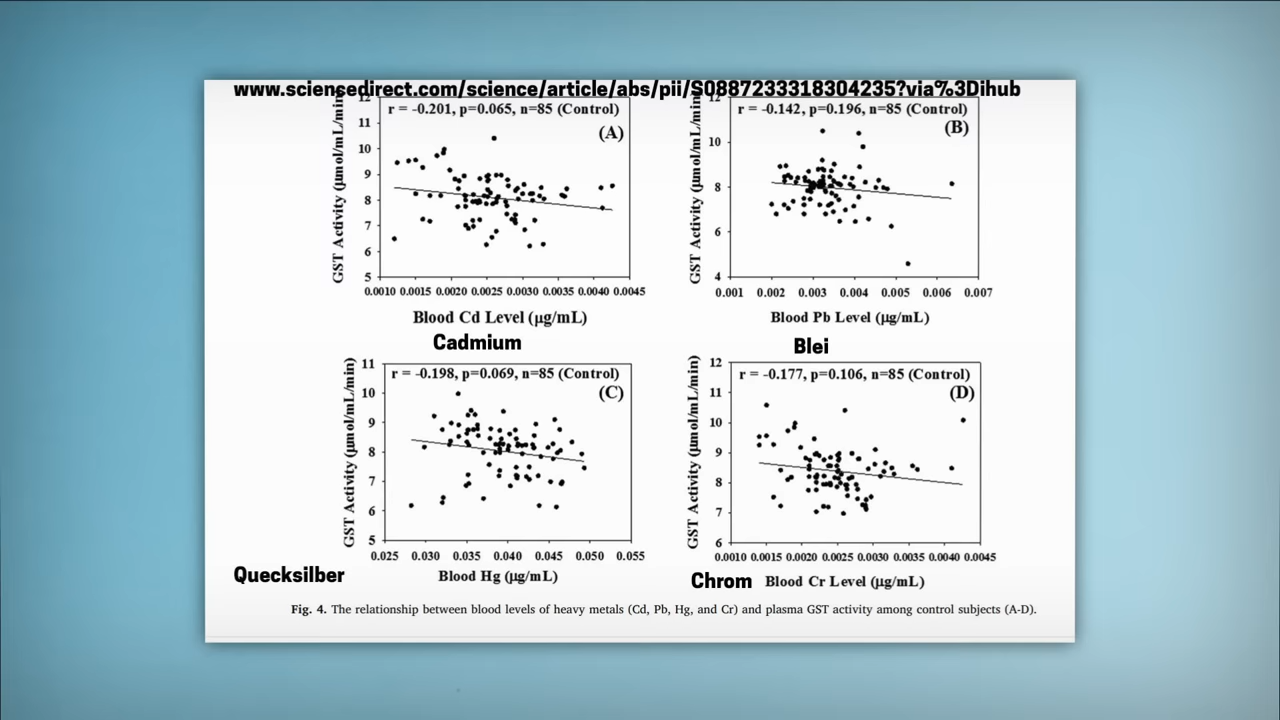 www.sciencedirect.com/science/article/abs/pii/S0887233318304235?via%3Dihub
r = -0.201, p=0.065, n=85 (Control)
(A)
GST Activity (µmol/mL/min)
12
11
10
9
8
7
6
5
0.0010 0.0015 0.0020 0.0025 0.0030 0.0035 0.0040 0.0045
Blood Cd Level (µg/mL)
Cadmium
r = -0.142, p=0.196, n=85 (Control)
(B)
GST Activity (µmol/mL/min)
12
10
8
6
4
0.001 0.002 0.003 0.004 0.005 0.006 0.007
Blood Pb Level (µg/mL)
Blei
r = -0.198, p=0.069, n=85 (Control)
(C)
GST Activity (µmol/mL/min)
11
10
9
8
7
6
5
0.025 0.030 0.035 0.040 0.045 0.050 0.055
Blood Hg (µg/mL)
Quecksilber
r = -0.177, p=0.106, n=85 (Control)
(D)
GST Activity (µmol/mL/min)
12
11
10
9
8
7
6
0.0010 0.0015 0.0020 0.0025 0.0030 0.0035 0.0040 0.0045
Chrom
Blood Cr Level (µg/mL)
Fig. 4. The relationship between blood levels of heavy metals (Cd, Pb, Hg, and Cr) and plasma GST activity among control subjects (A-D).